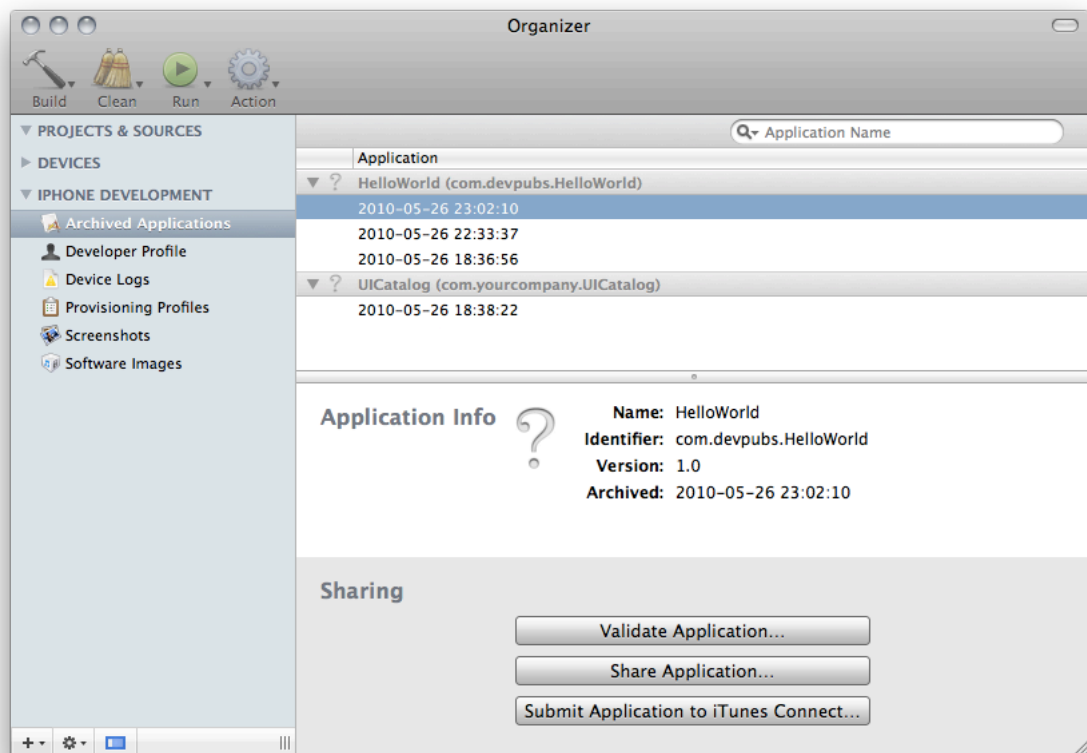 Organizer
Build Clean Run Action
PROJECTS & SOURCES
DEVICES
IPHONE DEVELOPMENT
Archived Applications
Developer Profile
Device Logs
Provisioning Profiles
Screenshots
Software Images
Application Name
Application
HelloWorld (com.devpubs.HelloWorld)
2010-05-26 23:02:10
2010-05-26 22:33:37
2010-05-26 18:36:56
UICatalog (com.yourcompany.UICatalog)
2010-05-26 18:38:22
Application Info
Name: HelloWorld
Identifier: com.devpubs.HelloWorld
Version: 1.0
Archived: 2010-05-26 23:02:10
Sharing
Validate Application...
Share Application...
Submit Application to iTunes Connect...